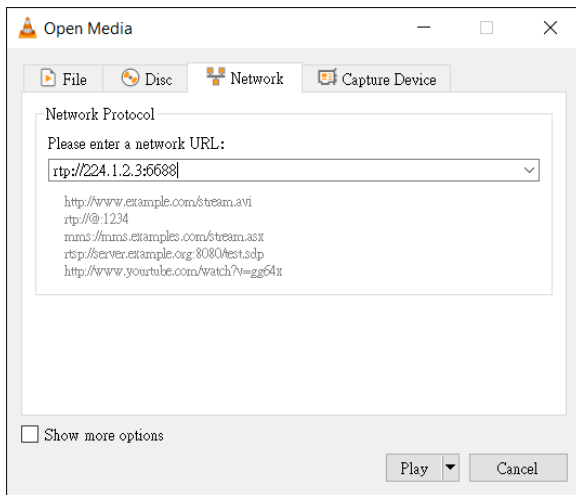 Open Media
File Disc Network Capture Device
Network Protocol
Please enter a network URL:
rtp://224.1.2.3:6688
http://www.example.com/stream.avi
rtp://@:1234
mms://mms.examples.com/stream.asx
rtsp://server.example.org:8080/test.sdp
http://www.yourtube.com/watch?v=gg64x
Show more options
Play Cancel